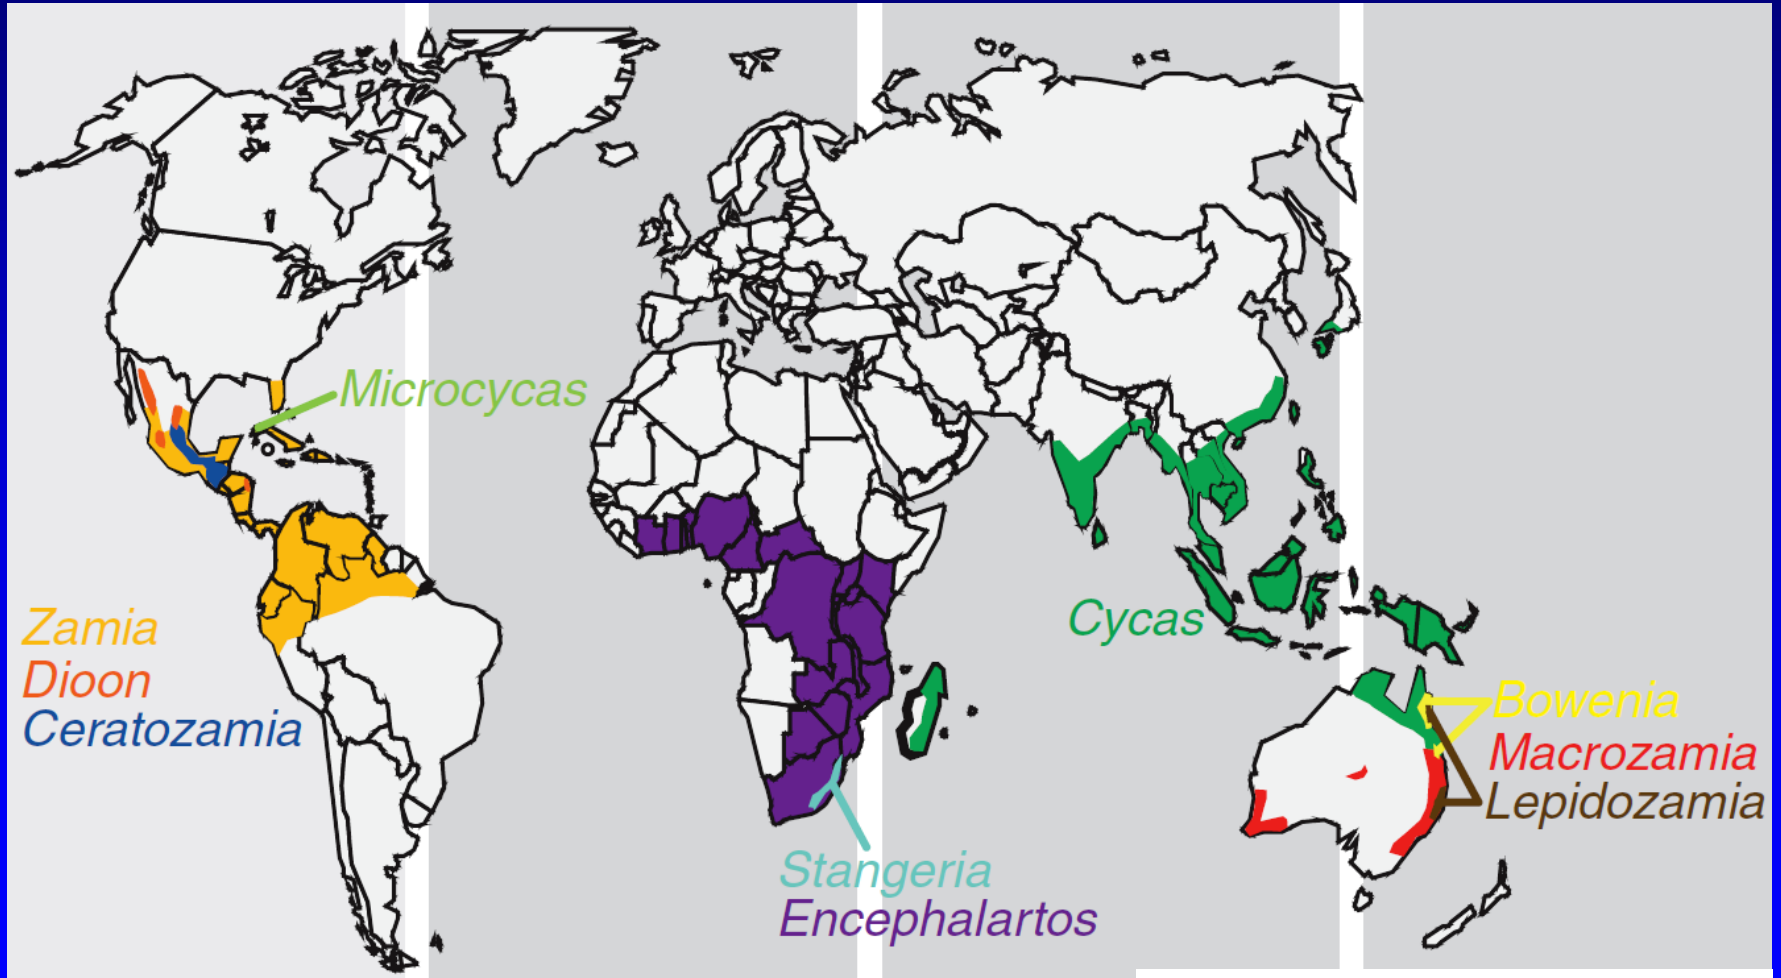 Microcycas
Zamia
Dioon
Ceratozamia
Cycas
Bowenia
Macrozamia
Lepidozamia
Stangeria
Encephalartos